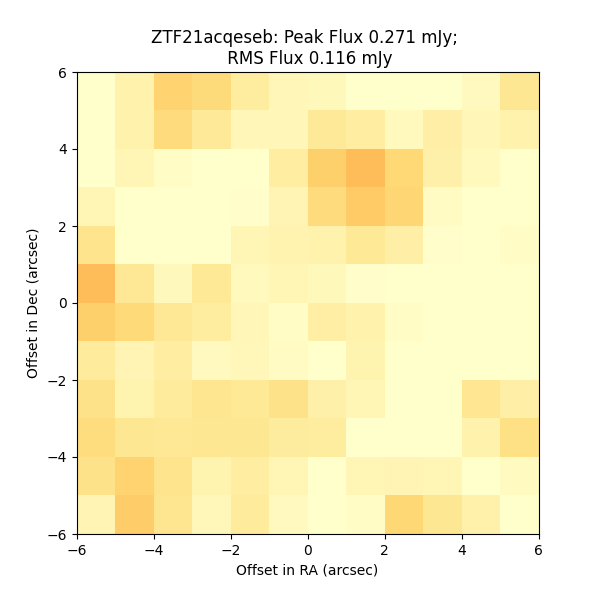 ZTF21acqeseb: Peak Flux 0.271 mJy;
RMS Flux 0.116 mJy
6
4
2
0
−2
−4
−6
Offset in Dec (arcsec)
−6 −4 −2 0 2 4 6
Offset in RA (arcsec)